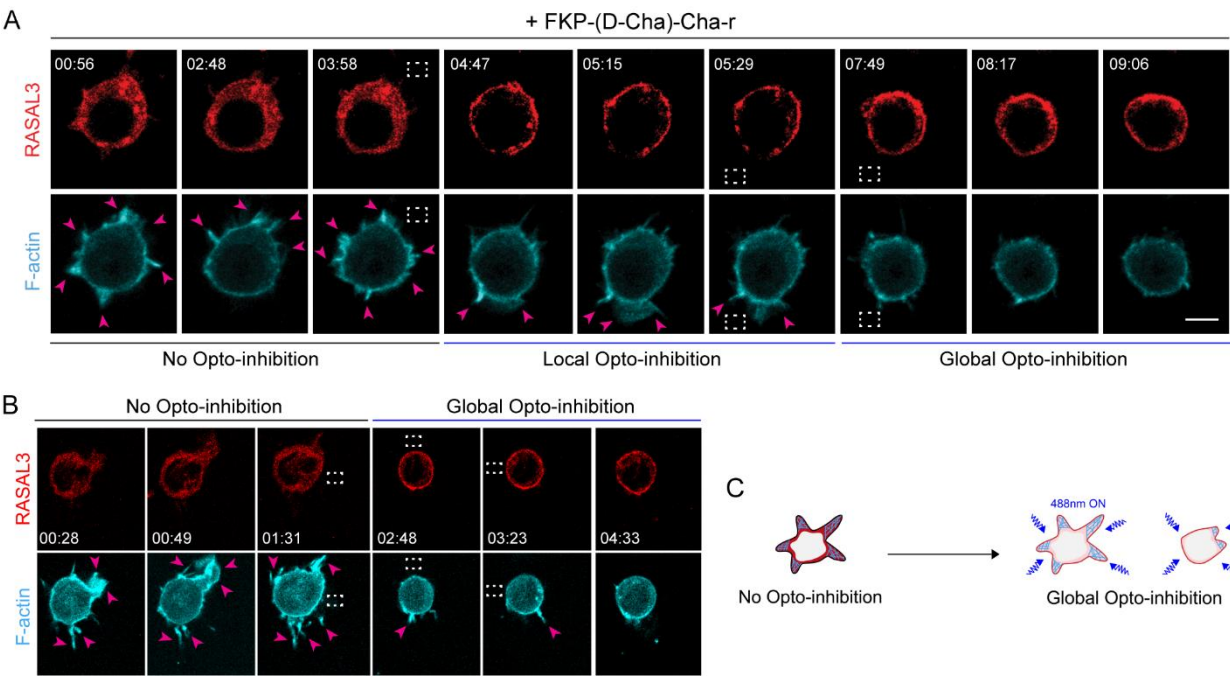 A
+ FKP-(D-Cha)-Cha-r
RASAL3
00:56
02:48
03:58
04:47
05:15
05:29
07:49
08:17
09:06
F-actin
No Opto-inhibition
Local Opto-inhibition
Global Opto-inhibition
B
No Opto-inhibition
Global Opto-inhibition
RASAL3
00:28
00:49
01:31
02:48
03:23
04:33
F-actin
C
488nm ON
No Opto-inhibition
Global Opto-inhibition